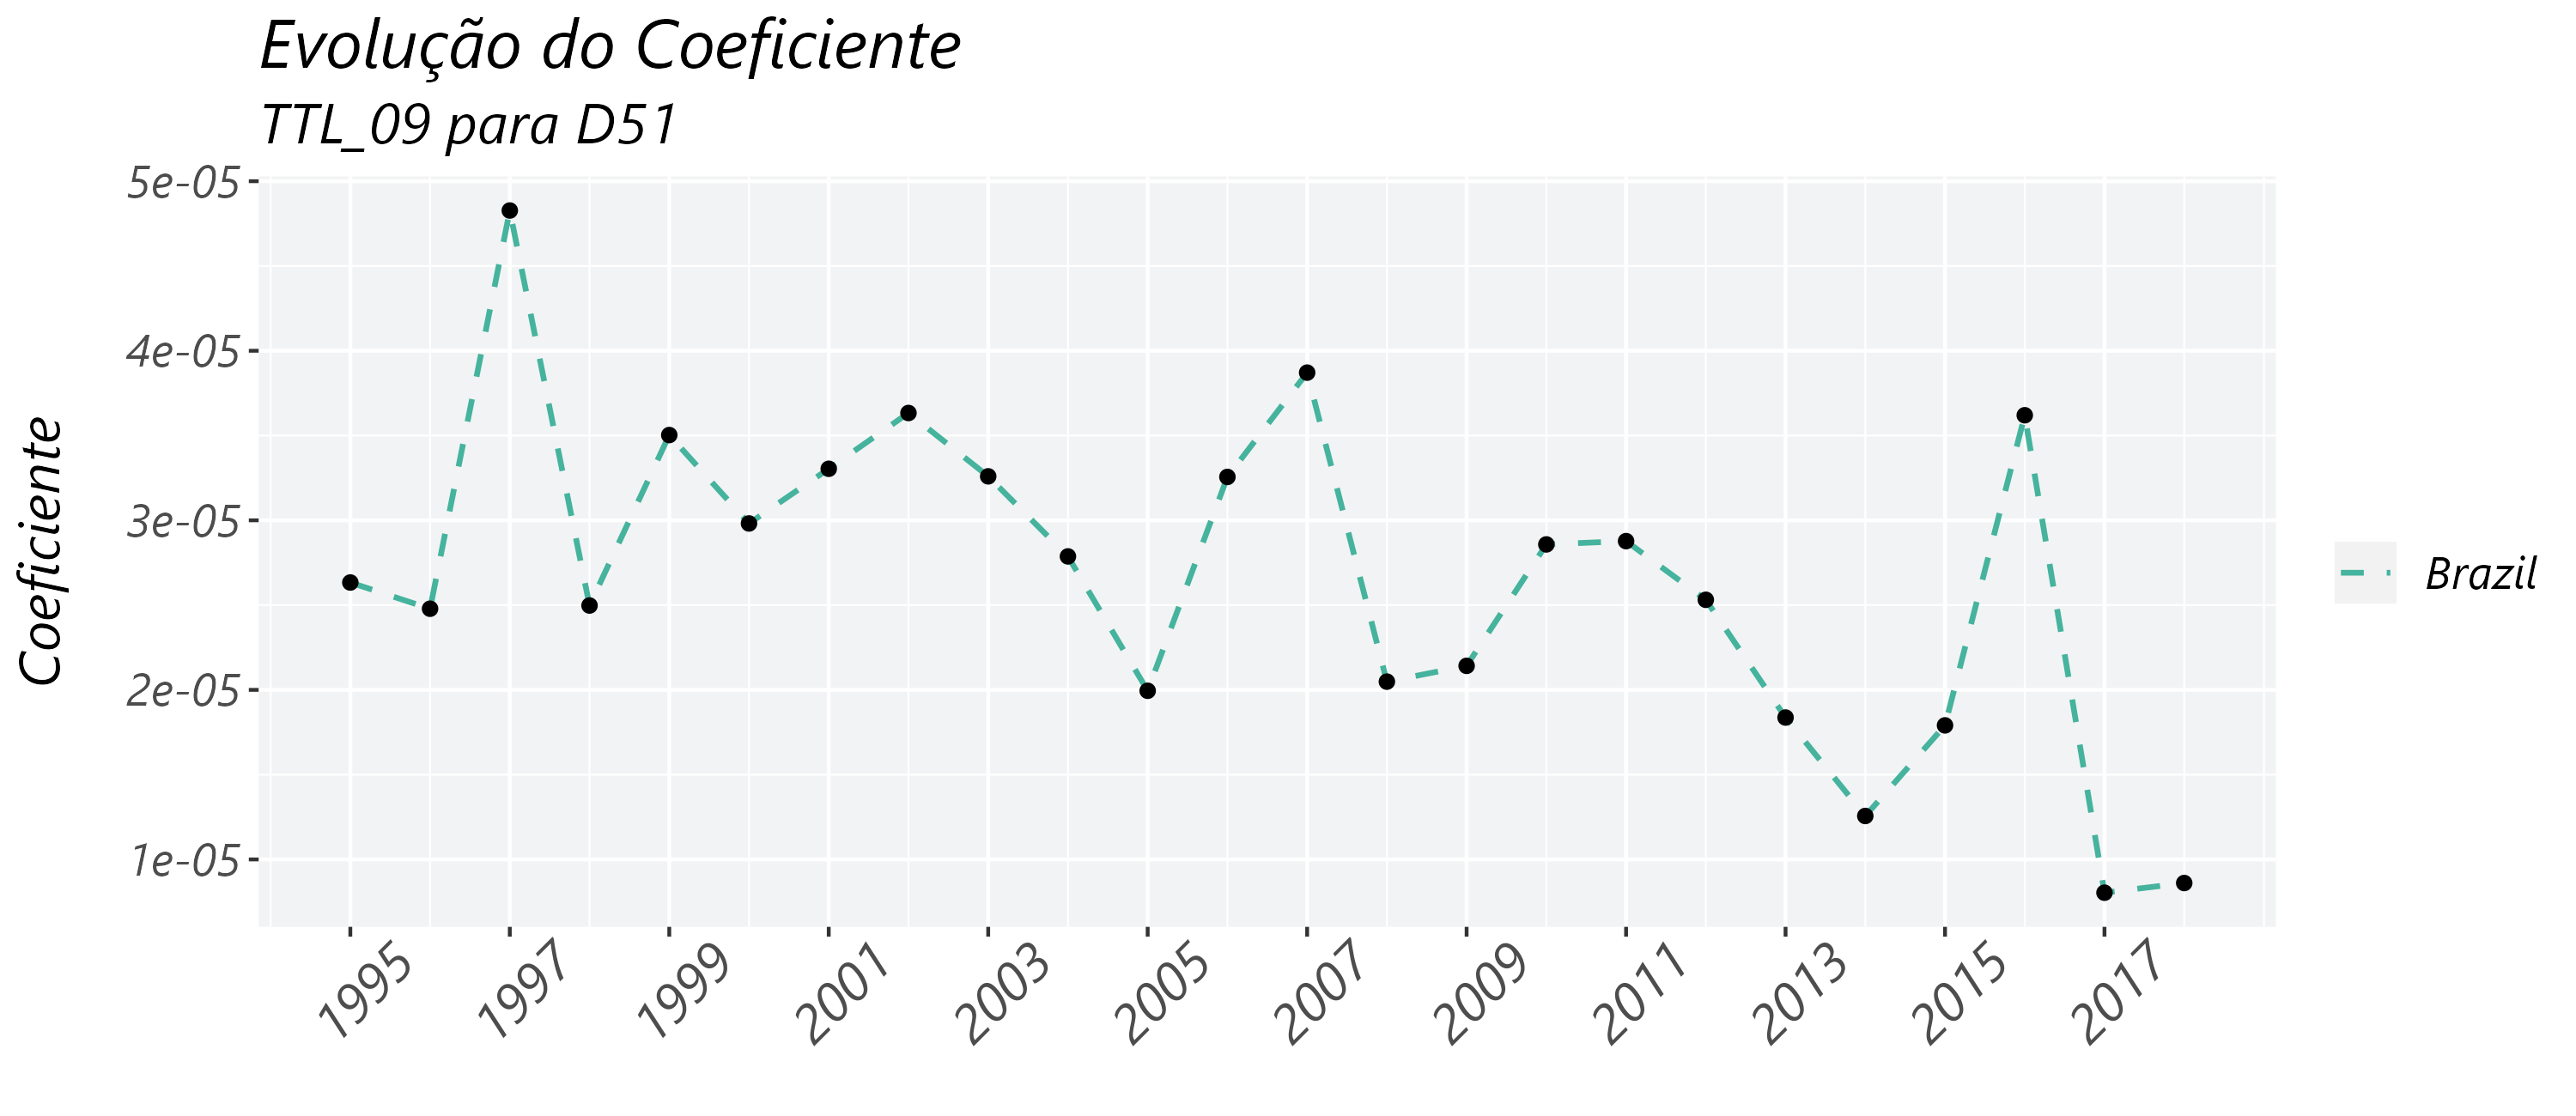 Evolução do Coeficiente
TTL_09 para D51
Coeficiente
5e-05
4e-05
3e-05
2e-05
1e-05
1995
1997
1999
2001
2003
2005
2007
2009
2011
2013
2015
2017
Brazil